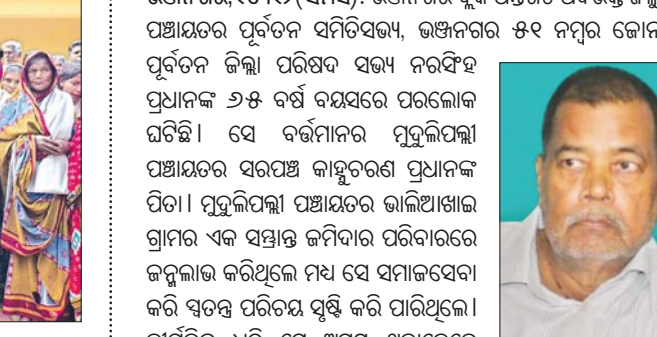 ପଞ୍ଚାୟତର ପୂର୍ବତନ ସମିତିସଭ୍ୟ, ଭଞ୍ଜନଗର ୫୧ ନମ୍ବର ଜୋନ
ପୂର୍ବତନ ଜିଲ୍ଲା ପରିଷଦ ସଭ୍ୟ ନରସିଂହ
ପ୍ରଧାନଙ୍କ ୬୫ ବର୍ଷ ବୟସରେ ପରଲୋକ
ଘଟିଛି। ସେ ବର୍ତ୍ତମାନର ମୁଦୁଲିପଲ୍ଲୀ
ପଞ୍ଚାୟତର ସରପଞ୍ଚ କାହ୍ନୁଚରଣ ପ୍ରଧାନଙ୍କ
ପିତା। ମୁଦୁଲିପଲ୍ଲୀ ପଞ୍ଚାୟତର ଭାଲିଆଖାଇ
ଗ୍ରାମର ଏକ ସମ୍ଭ୍ରାନ୍ତ ଜମିଦାର ପରିବାରରେ
ଜନ୍ମଲାଭ କରିଥିଲେ ମଧ୍ୟ ସେ ସମାଜସେବା
କରି ସ୍ୱତନ୍ତ୍ର ପରିଚୟ ସୃଷ୍ଟି କରି ପାରିଥିଲେ।